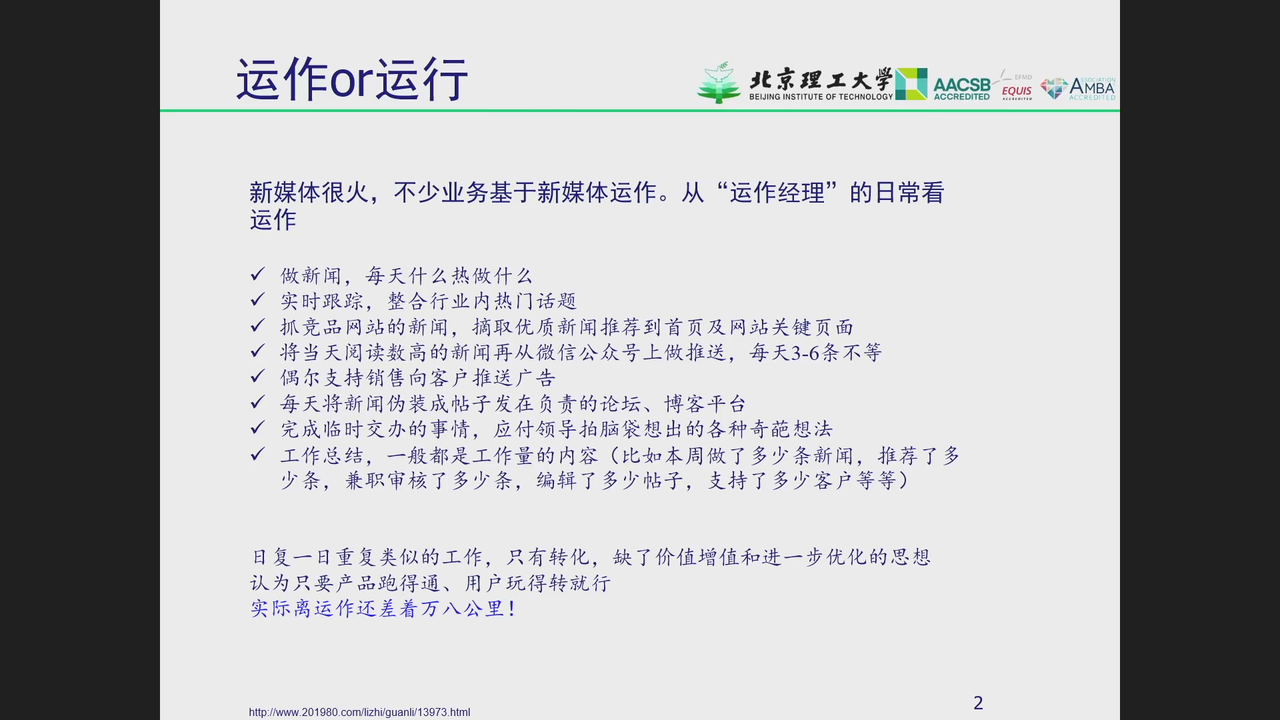 运作or运行
北京理工大学
BEIJING INSTITUTE OF TECHNOLOGY
AACSB
ACCREDITED
EFMD
EQUIS
ACCREDITED
ASSOCIATION
AMBA
ACCREDITED
新媒体很火，不少业务基于新媒体运作。从“运作经理”的日常看
运作
✓ 做新闻，每天什么热做什么
✓ 实时跟踪，整合行业内热门话题
✓ 抓竞品网站的新闻，摘取优质新闻推荐到首页及网站关键页面
✓ 将当天阅读数高的新闻再从微信公众号上做推送，每天3-6条不等
✓ 偶尔支持销售向客户推送广告
✓ 每天将新闻伪装成帖子发在负责的论坛、博客平台
✓ 完成临时交办的事情，应付领导拍脑袋想出的各种奇葩想法
✓ 工作总结，一般都是工作量的内容（比如本周做了多少条新闻，推荐了多
少条，兼职审核了多少条，编辑了多少帖子，支持了多少客户等等）
日复一日重复类似的工作，只有转化，缺了价值增值和进一步优化的思想
认为只要产品跑得通、用户玩得转就行
实际离运作还差着万八公里！
http://www.201980.com/lizhi/guanli/13973.html
2